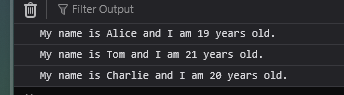 Filter Output
My name is Alice and I am 19 years old.
My name is Tom and I am 21 years old.
My name is Charlie and I am 20 years old.